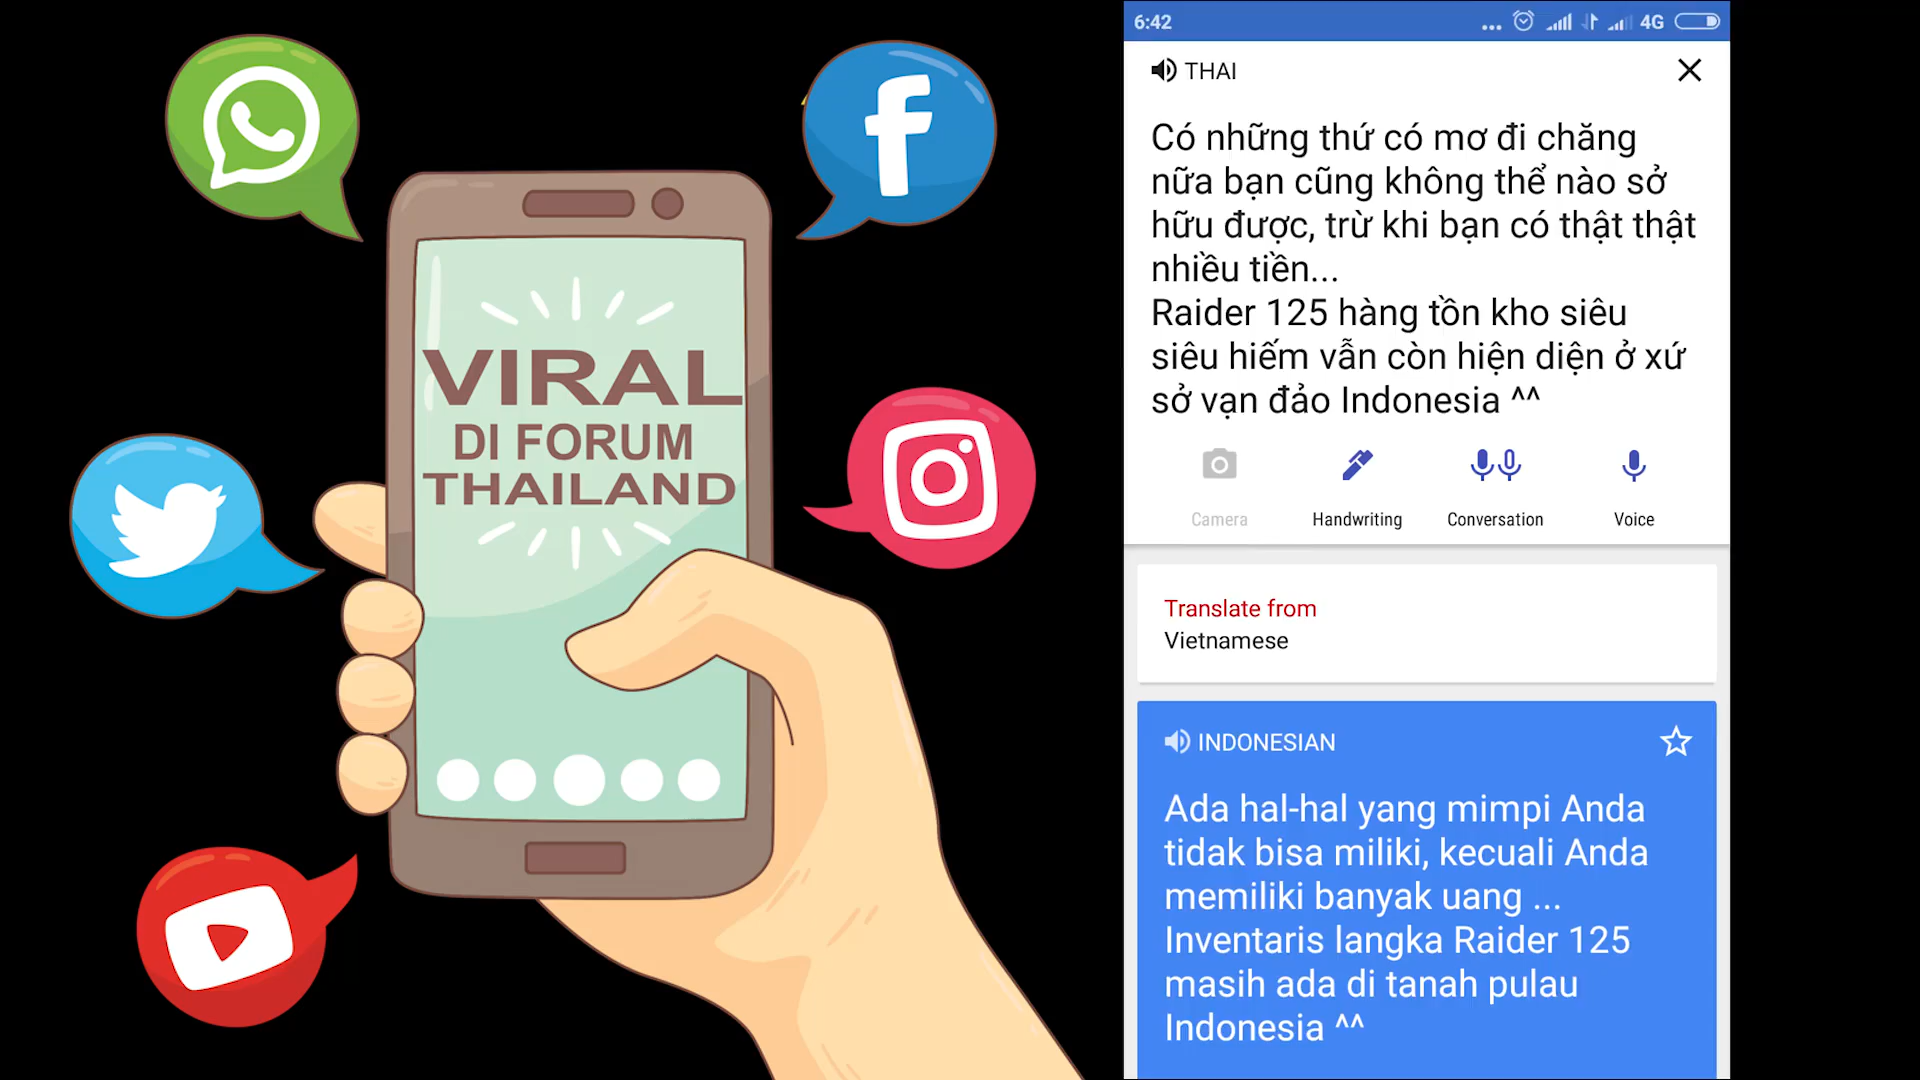 VIRAL
DI FORUM
THAILAND
6:42
4G
THAI
Có những thứ có mơ đi chăng
nữa bạn cũng không thể nào sở
hữu được, trừ khi bạn có thật thật
nhiều tiền...
Raider 125 hàng tồn kho siêu
siêu hiếm vẫn còn hiện diện ở xứ
sở vạn đảo Indonesia ^^
Camera
Handwriting
Conversation
Voice
Translate from
Vietnamese
INDONESIAN
Ada hal-hal yang mimpi Anda
tidak bisa miliki, kecuali Anda
memiliki banyak uang ...
Inventaris langka Raider 125
masih ada di tanah pulau
Indonesia ^^